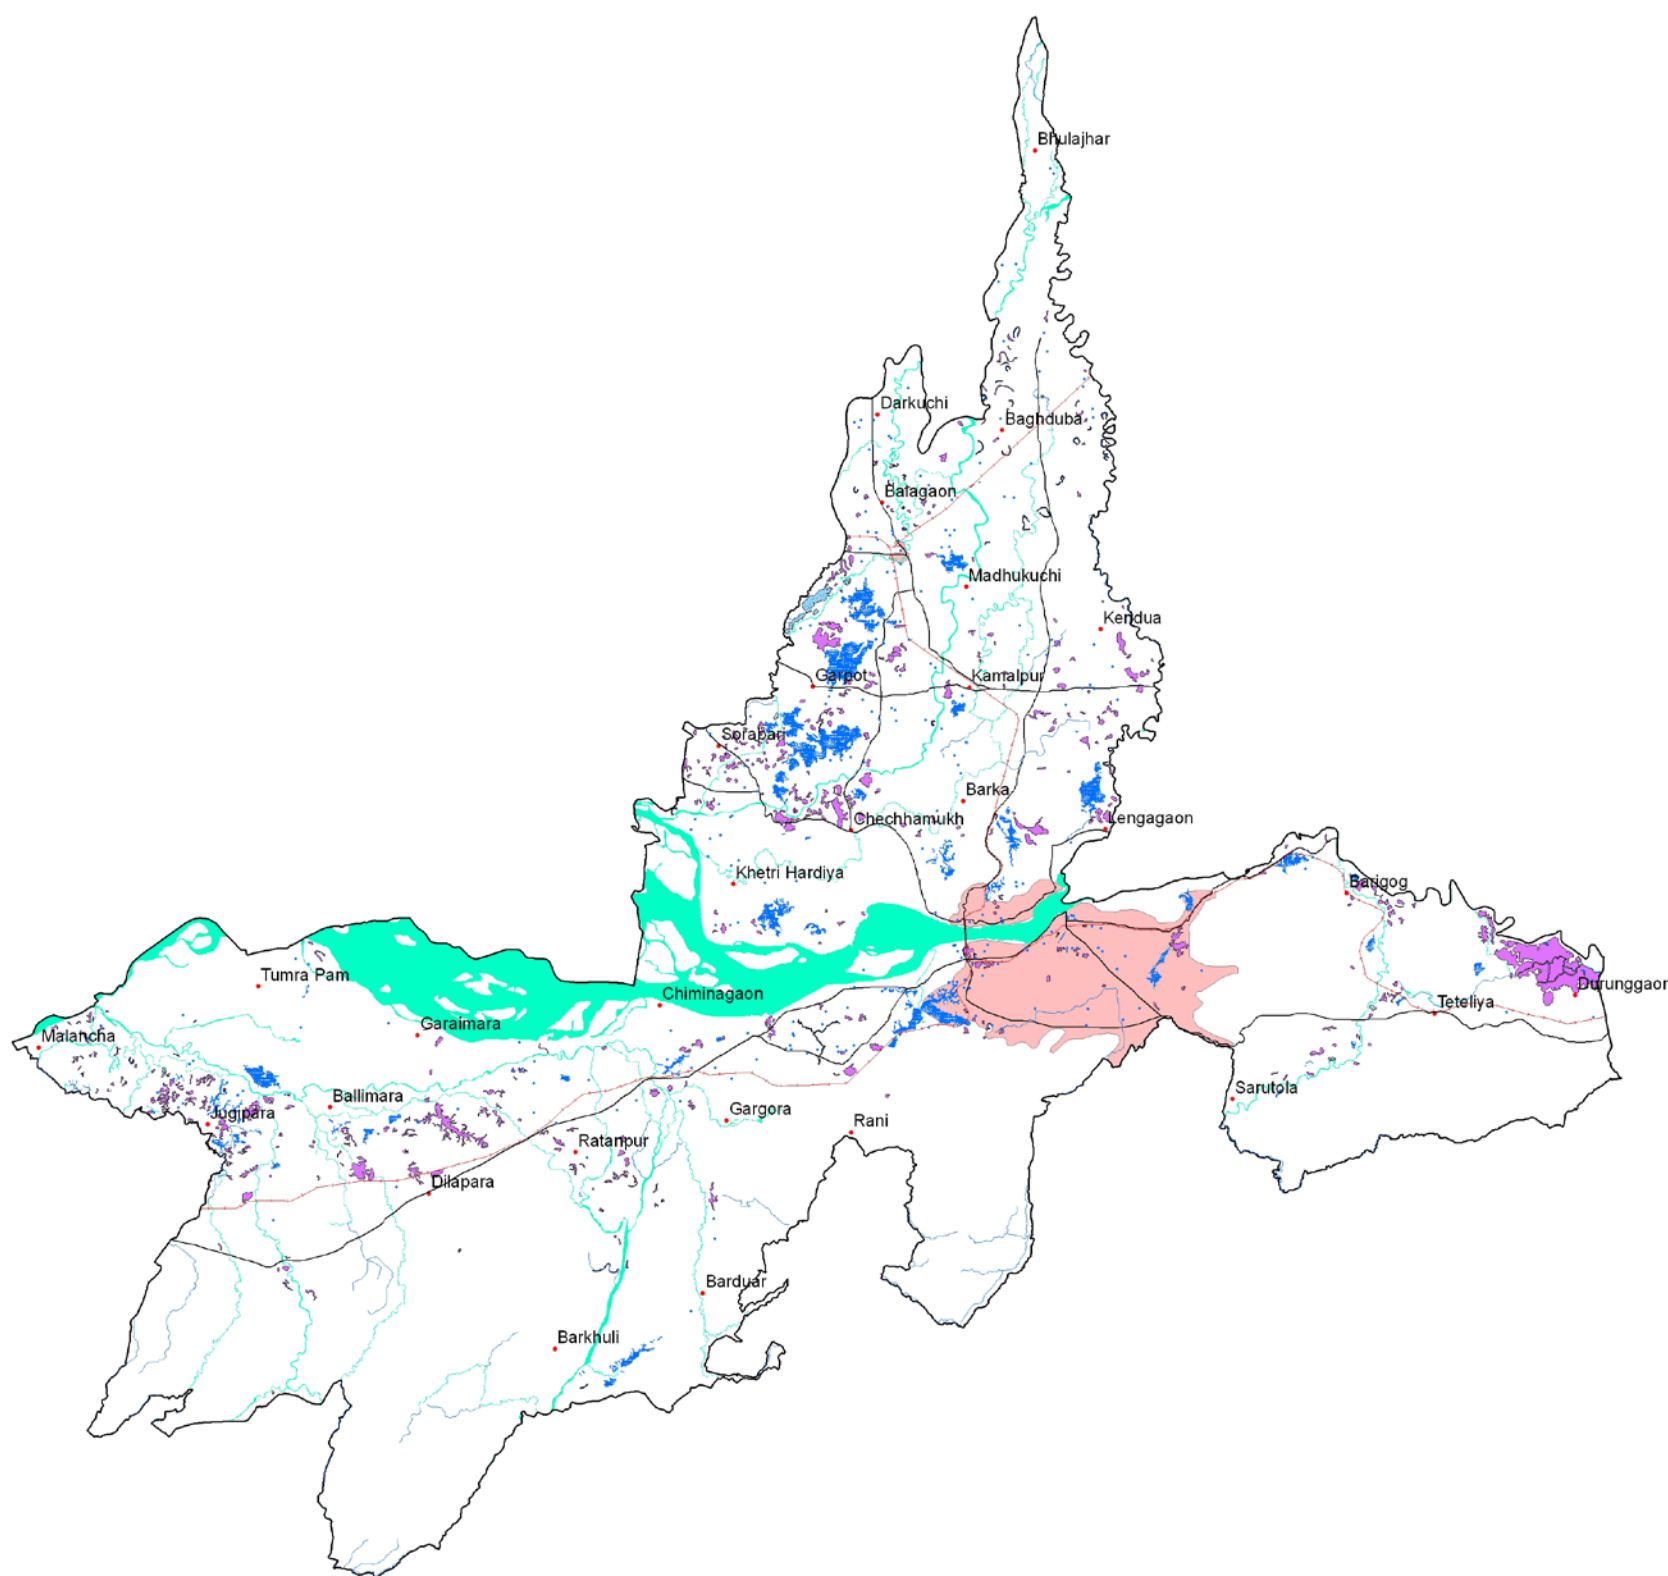 Bhulajhar
Darkuchi
Baghduba
Balagaon
Madhukuchi
Kendua
Garpot
Kamalpur
Sorapari
Barka
Chechhamukh
Lengagaon
Khetri Hardiya
Barigog
Tumra Pam
Chiminagaon
Durunggaon
Teteliya
Malancha
Garaimara
Ballimara
Jugipara
Gargora
Rani
Sarutola
Ratanpur
Dilapara
Barduar
Barkhuli